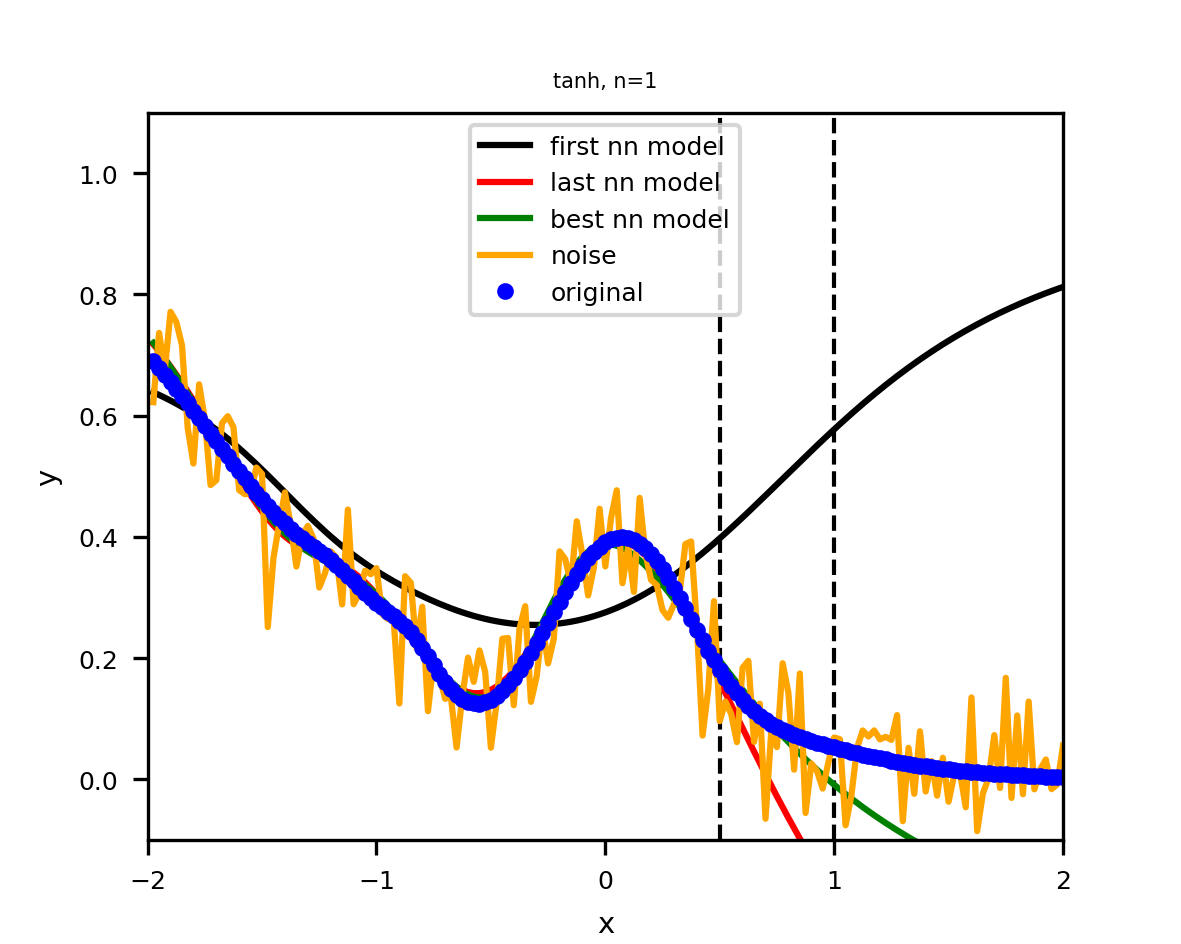 tanh, n=1
first nn model
last nn model
best nn model
noise
original
1.0
0.8
0.6
0.4
0.2
0.0
y
−2
−1
0
1
2
x